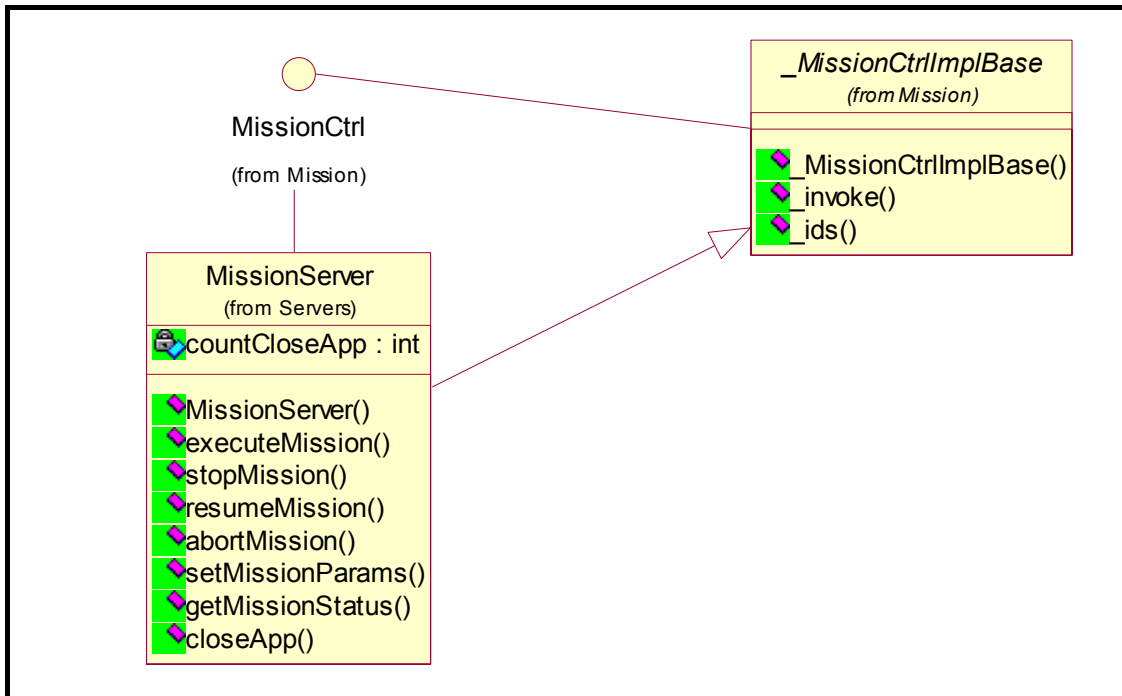 MissionCtrl
(from Mission)
_MissionCtrlImplBase
(from Mission)
_MissionCtrlImplBase()
_invoke()
_ids()
MissionServer
(from Servers)
countCloseApp : int
MissionServer()
executeMission()
stopMission()
resumeMission()
abortMission()
setMissionParams()
getMissionStatus()
closeApp()